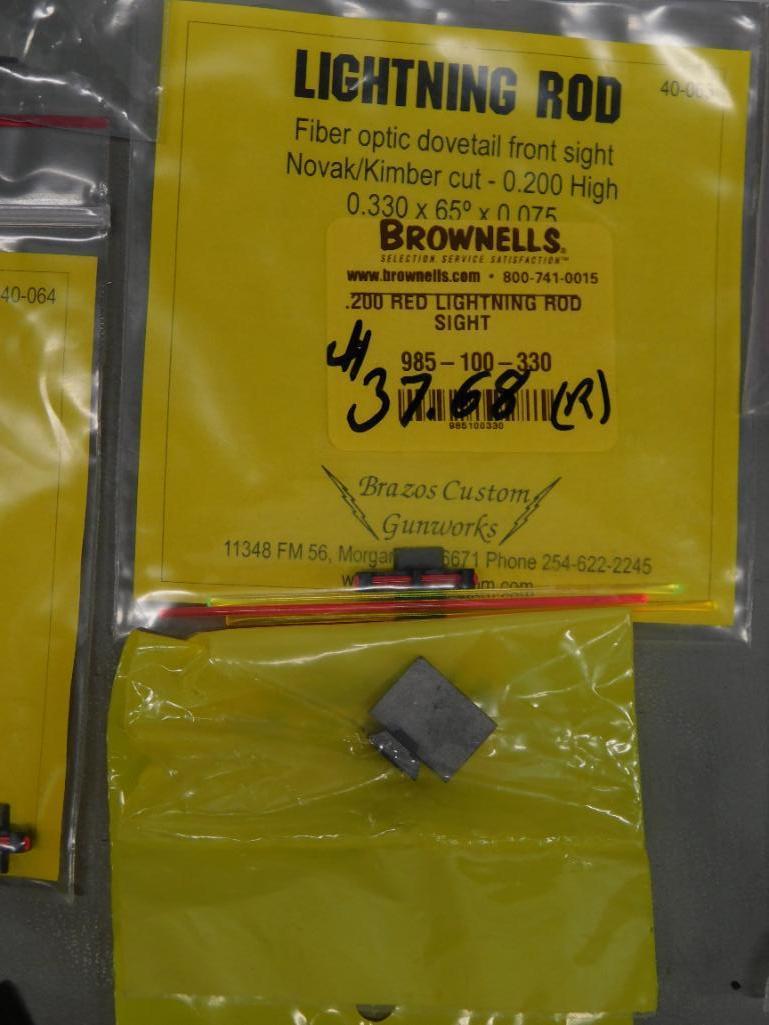 LIGHTNING ROD
Fiber optic dovetail front sight
Novak/Kimber cut - 0.200 High
0.330 x 65º x 0.075
BROWNELLS®
SELECTION SERVICE SATISFACTION™
www.brownells.com • 800-741-0015
.200 RED LIGHTNING ROD
SIGHT
985-100-330
37.68 (R)
985100330
Brazos Custom
Gunworks
11348 FM 56, 6671 Phone 254-622-2245
40-064